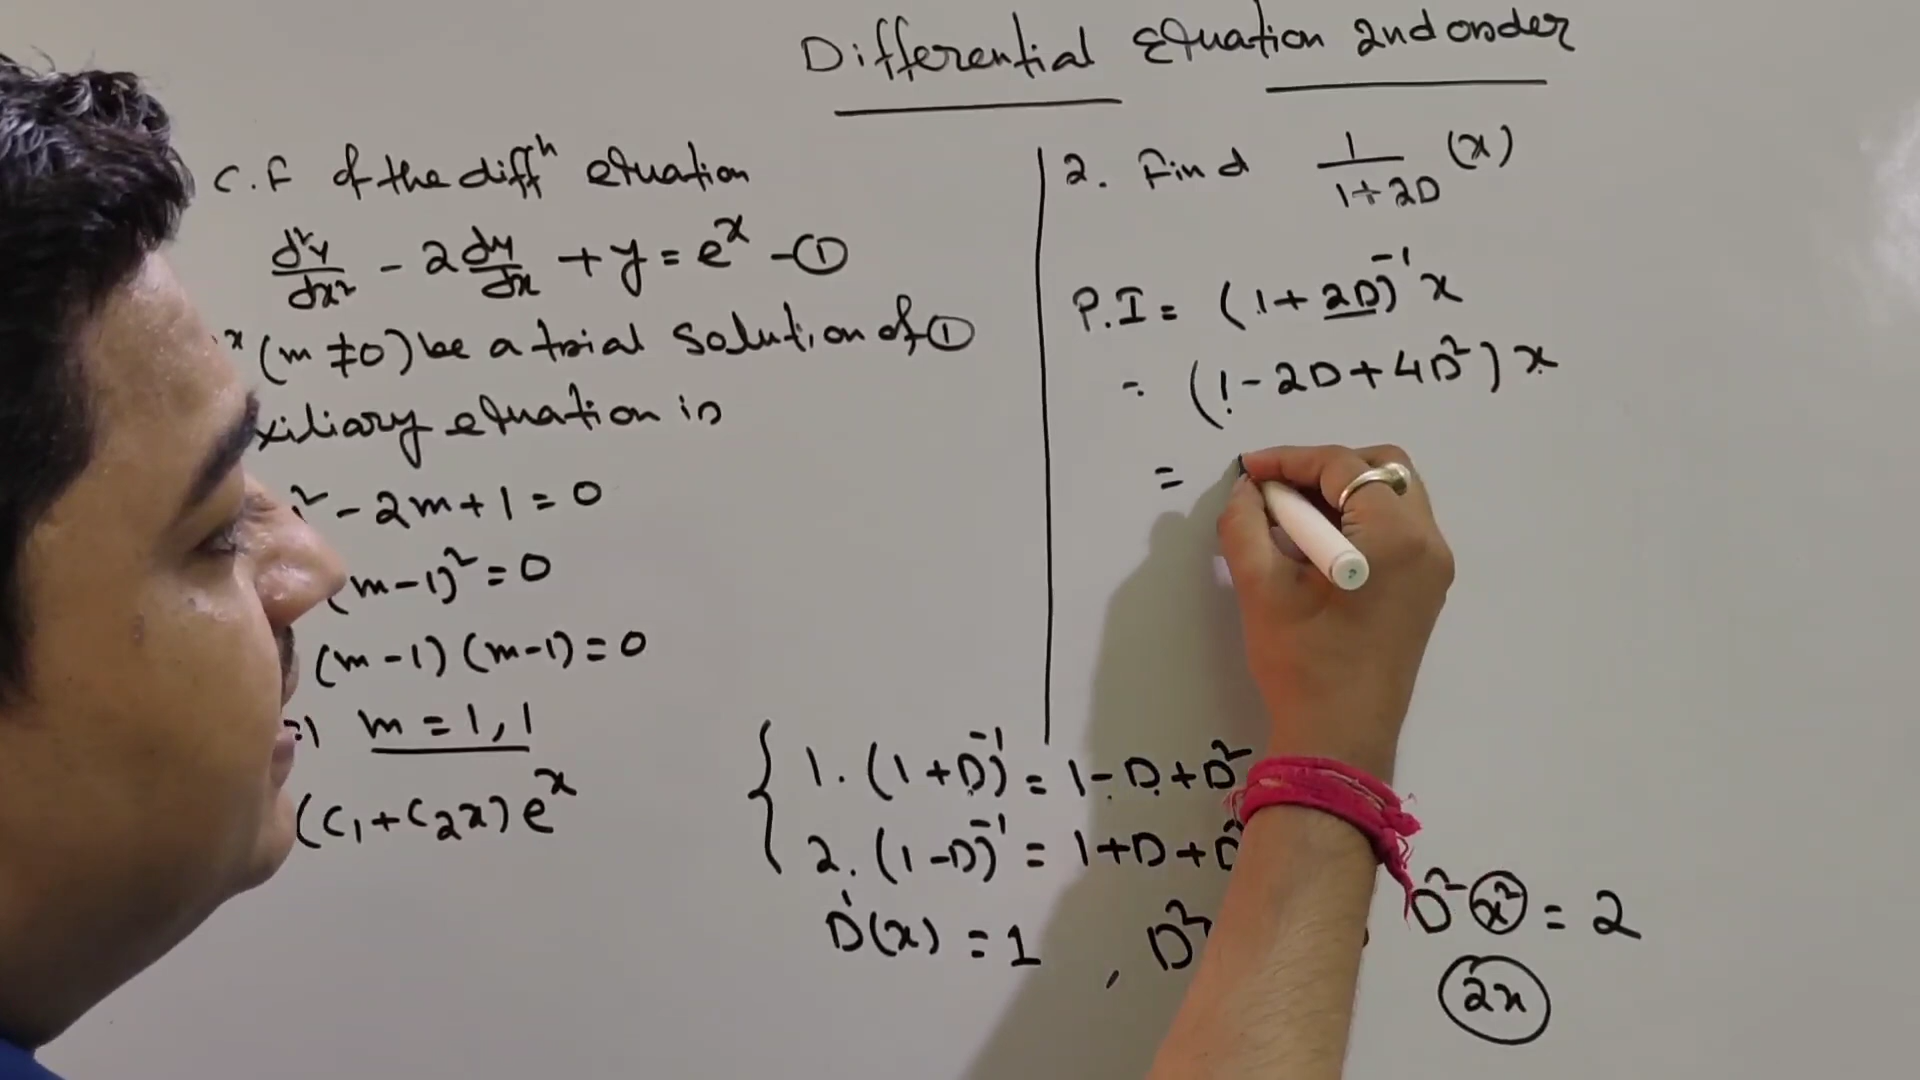 Differential Equation 2nd order
C.F of the diffⁿ equation
d²y/dx² - 2 dy/dx + y = eˣ -①
ˣ (m ≠ 0) be a trial solution of ①
xiliary equation is
² - 2m + 1 = 0
(m-1)² = 0
(m-1) (m-1) = 0
⇒ m = 1, 1
(C₁ + C₂x) eˣ
2. Find 1/(1+2D) (x)
P.I = (1 + 2D)⁻¹ x
= (1 - 2D + 4D²) x
=
1. (1+D)⁻¹ = 1 - D + D²
2. (1-D)⁻¹ = 1 + D + D
D'(x) = 1 , D² D² x² = 2
2x